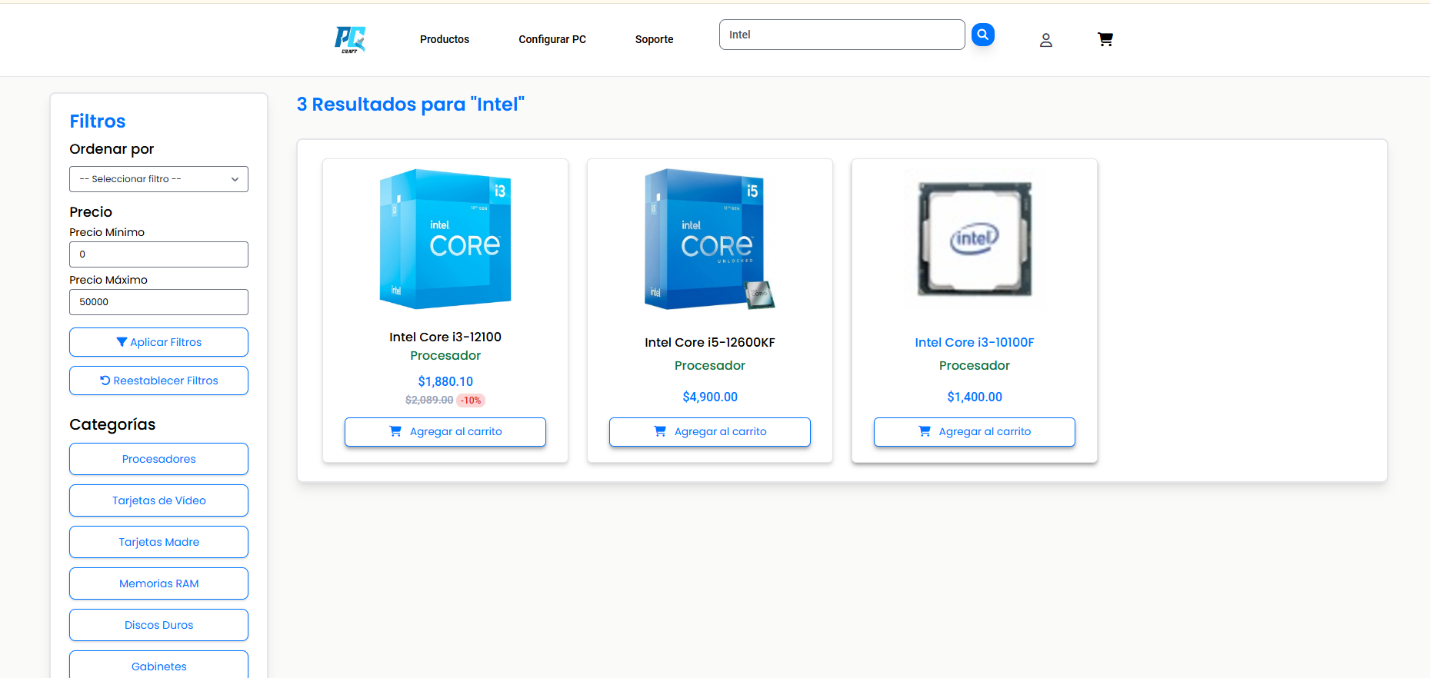 PC
CRAFT
Productos
Configurar PC
Soporte
Intel
Filtros
Ordenar por
-- Seleccionar filtro --
Precio
Precio Mínimo
0
Precio Máximo
50000
Aplicar Filtros
Reestablecer Filtros
Categorías
Procesadores
Tarjetas de Video
Tarjetas Madre
Memorias RAM
Discos Duros
Gabinetes
3 Resultados para "Intel"
i3
intel
CORE
intel
Intel Core i3-12100
Procesador
$1,880.10
$2,089.00 -10%
Agregar al carrito
i5
intel
CORE
UNLOCKED
intel
Intel Core i5-12600KF
Procesador
$4,900.00
Agregar al carrito
intel
Intel Core i3-10100F
Procesador
$1,400.00
Agregar al carrito